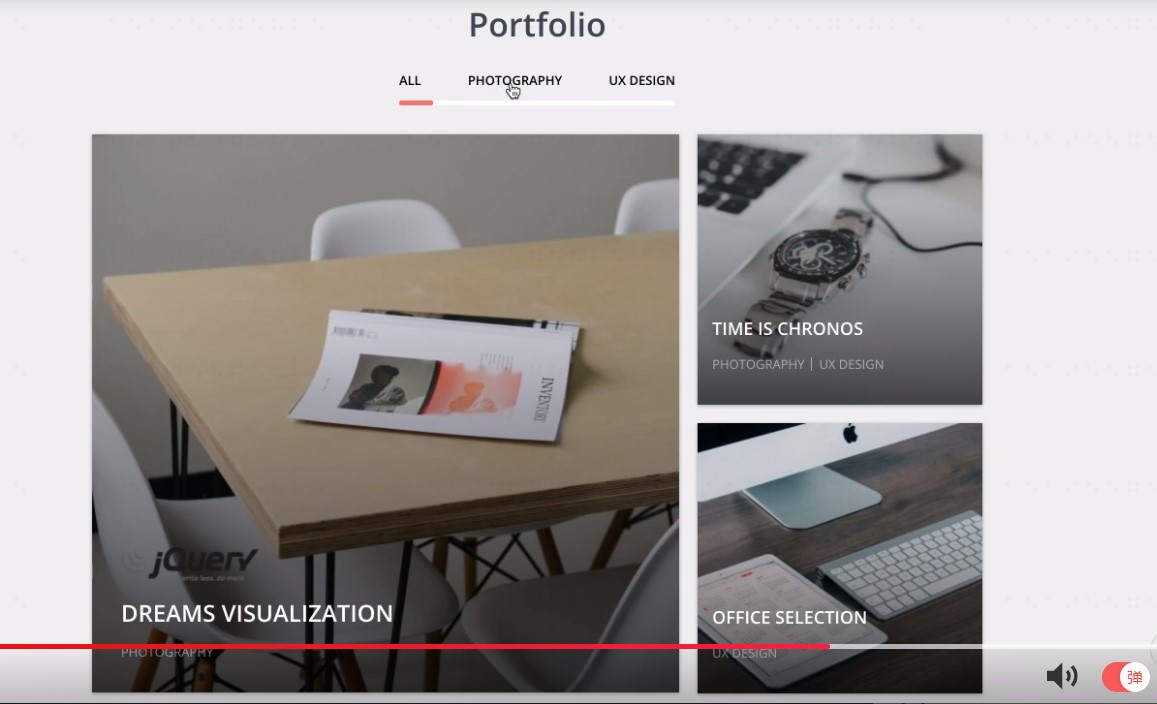 Portfolio
ALL PHOTOGRAPHY UX DESIGN
INVENTORY
TIME IS CHRONOS
PHOTOGRAPHY | UX DESIGN
jQuery
write less. do more.
DREAMS VISUALIZATION
PHOTOGRAPHY
OFFICE SELECTION
UX DESIGN
弹